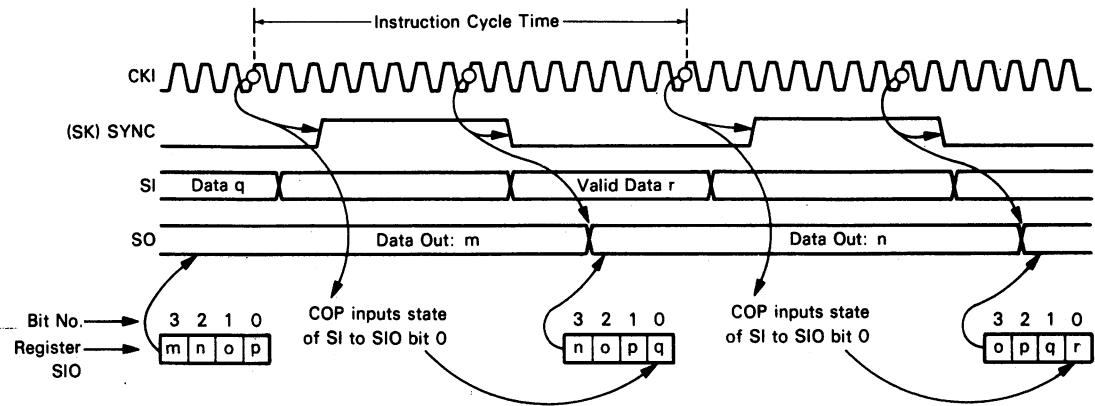 Instruction Cycle Time
CKI
(SK) SYNC
SI Data q Valid Data r
SO Data Out: m Data Out: n
COP inputs state
of SI to SIO bit 0
COP inputs state
of SI to SIO bit 0
Bit No. 3 2 1 0 3 2 1 0 3 2 1 0
Register m n o p n o p q o p q r
SIO